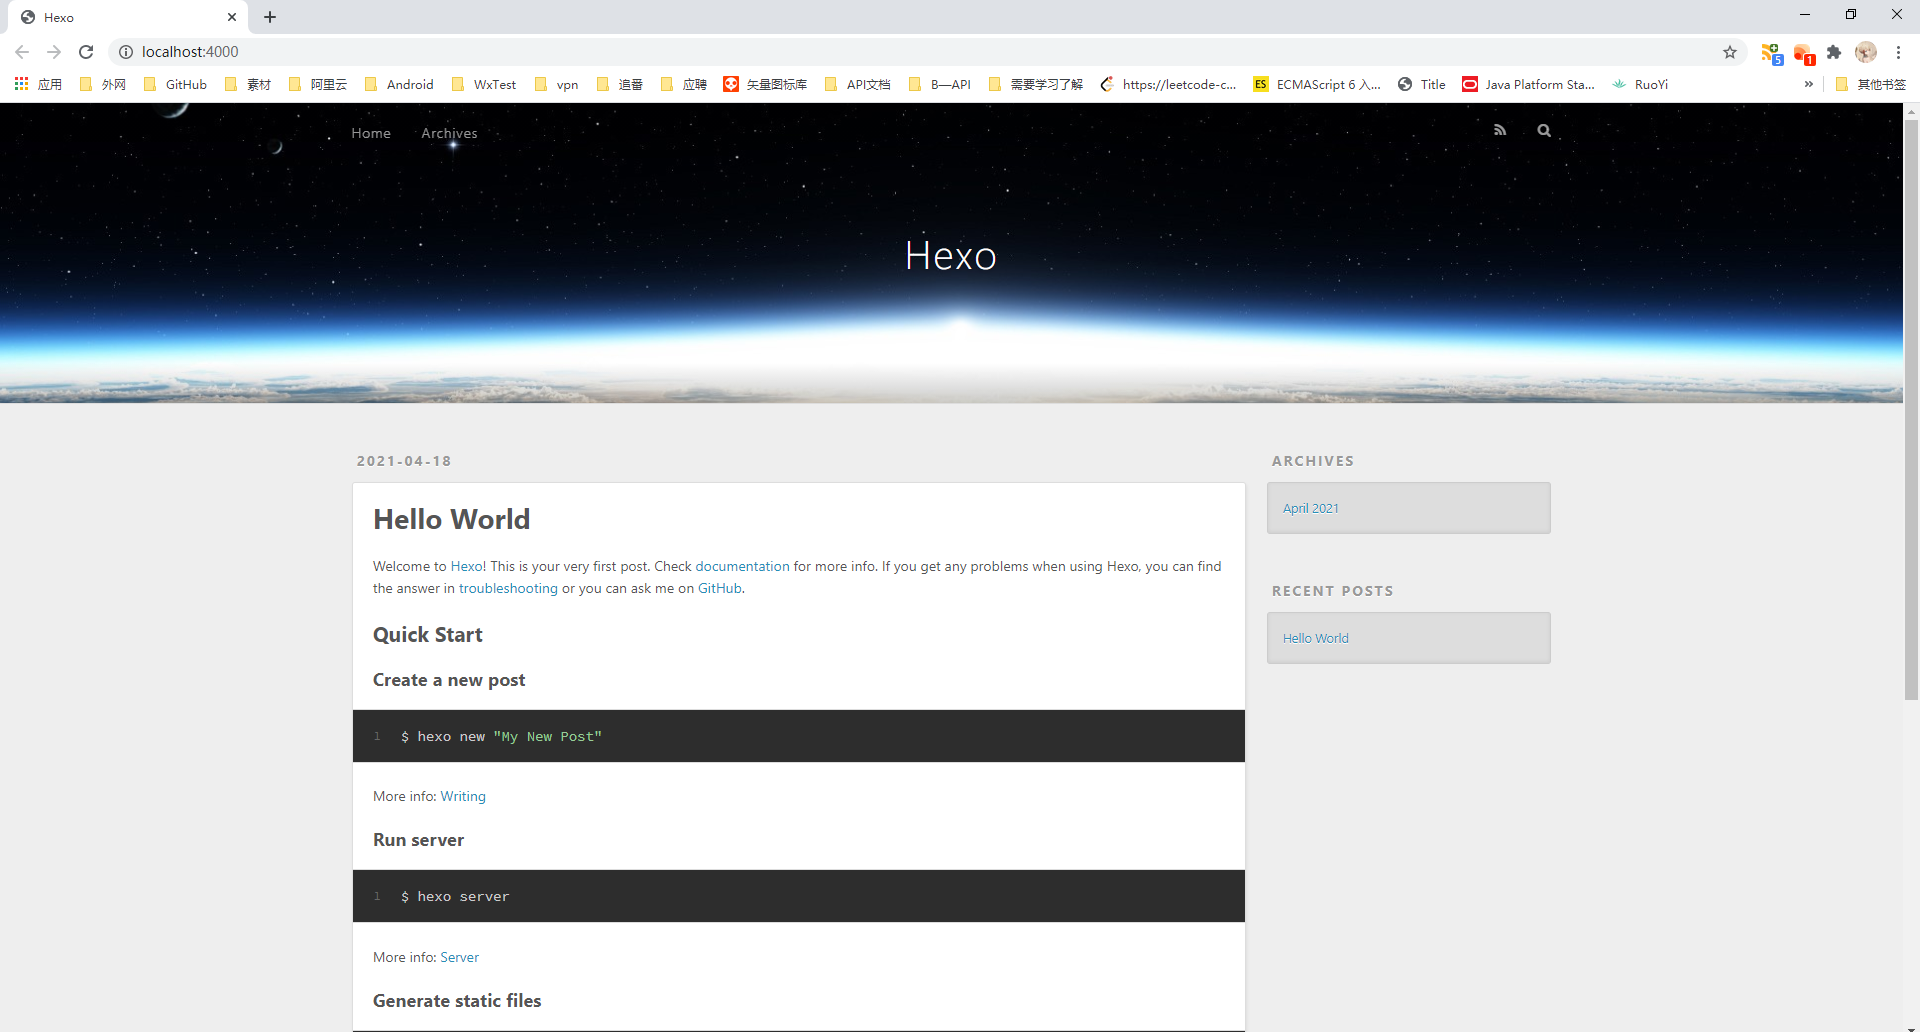 Hexo
localhost:4000
5
1
应用 外网 GitHub 素材 阿里云 Android WxTest vpn 追番 应聘 矢量图标库 API文档 B—API 需要学习了解 https://leetcode-c... ES ECMAScript 6 入... Title Java Platform Sta... RuoYi » 其他书签
Home Archives
Hexo
2021-04-18
Hello World
Welcome to Hexo! This is your very first post. Check documentation for more info. If you get any problems when using Hexo, you can find
the answer in troubleshooting or you can ask me on GitHub.
Quick Start
Create a new post
1 $ hexo new "My New Post"
More info: Writing
Run server
1 $ hexo server
More info: Server
Generate static files
ARCHIVES
April 2021
RECENT POSTS
Hello World